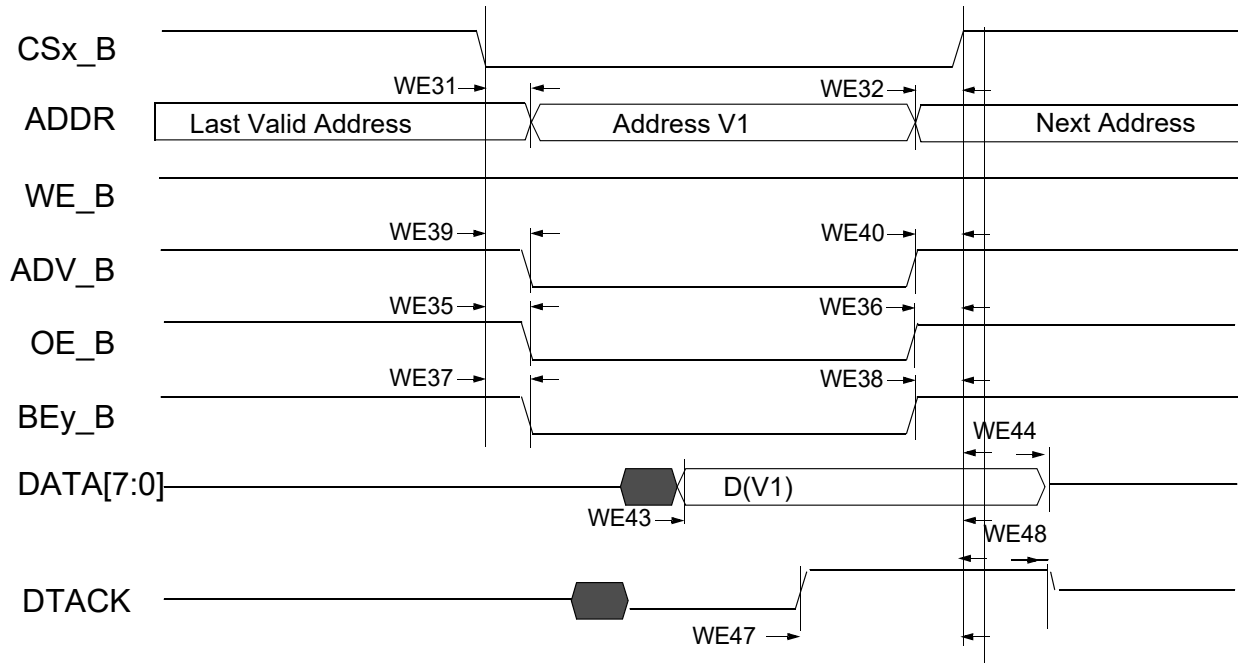 CSx_B
WE31
WE32
ADDR
Last Valid Address
Address V1
Next Address
WE_B
WE39
WE40
ADV_B
WE35
WE36
OE_B
WE37
WE38
BEy_B
WE44
DATA[7:0]
D(V1)
WE43
WE48
DTACK
WE47